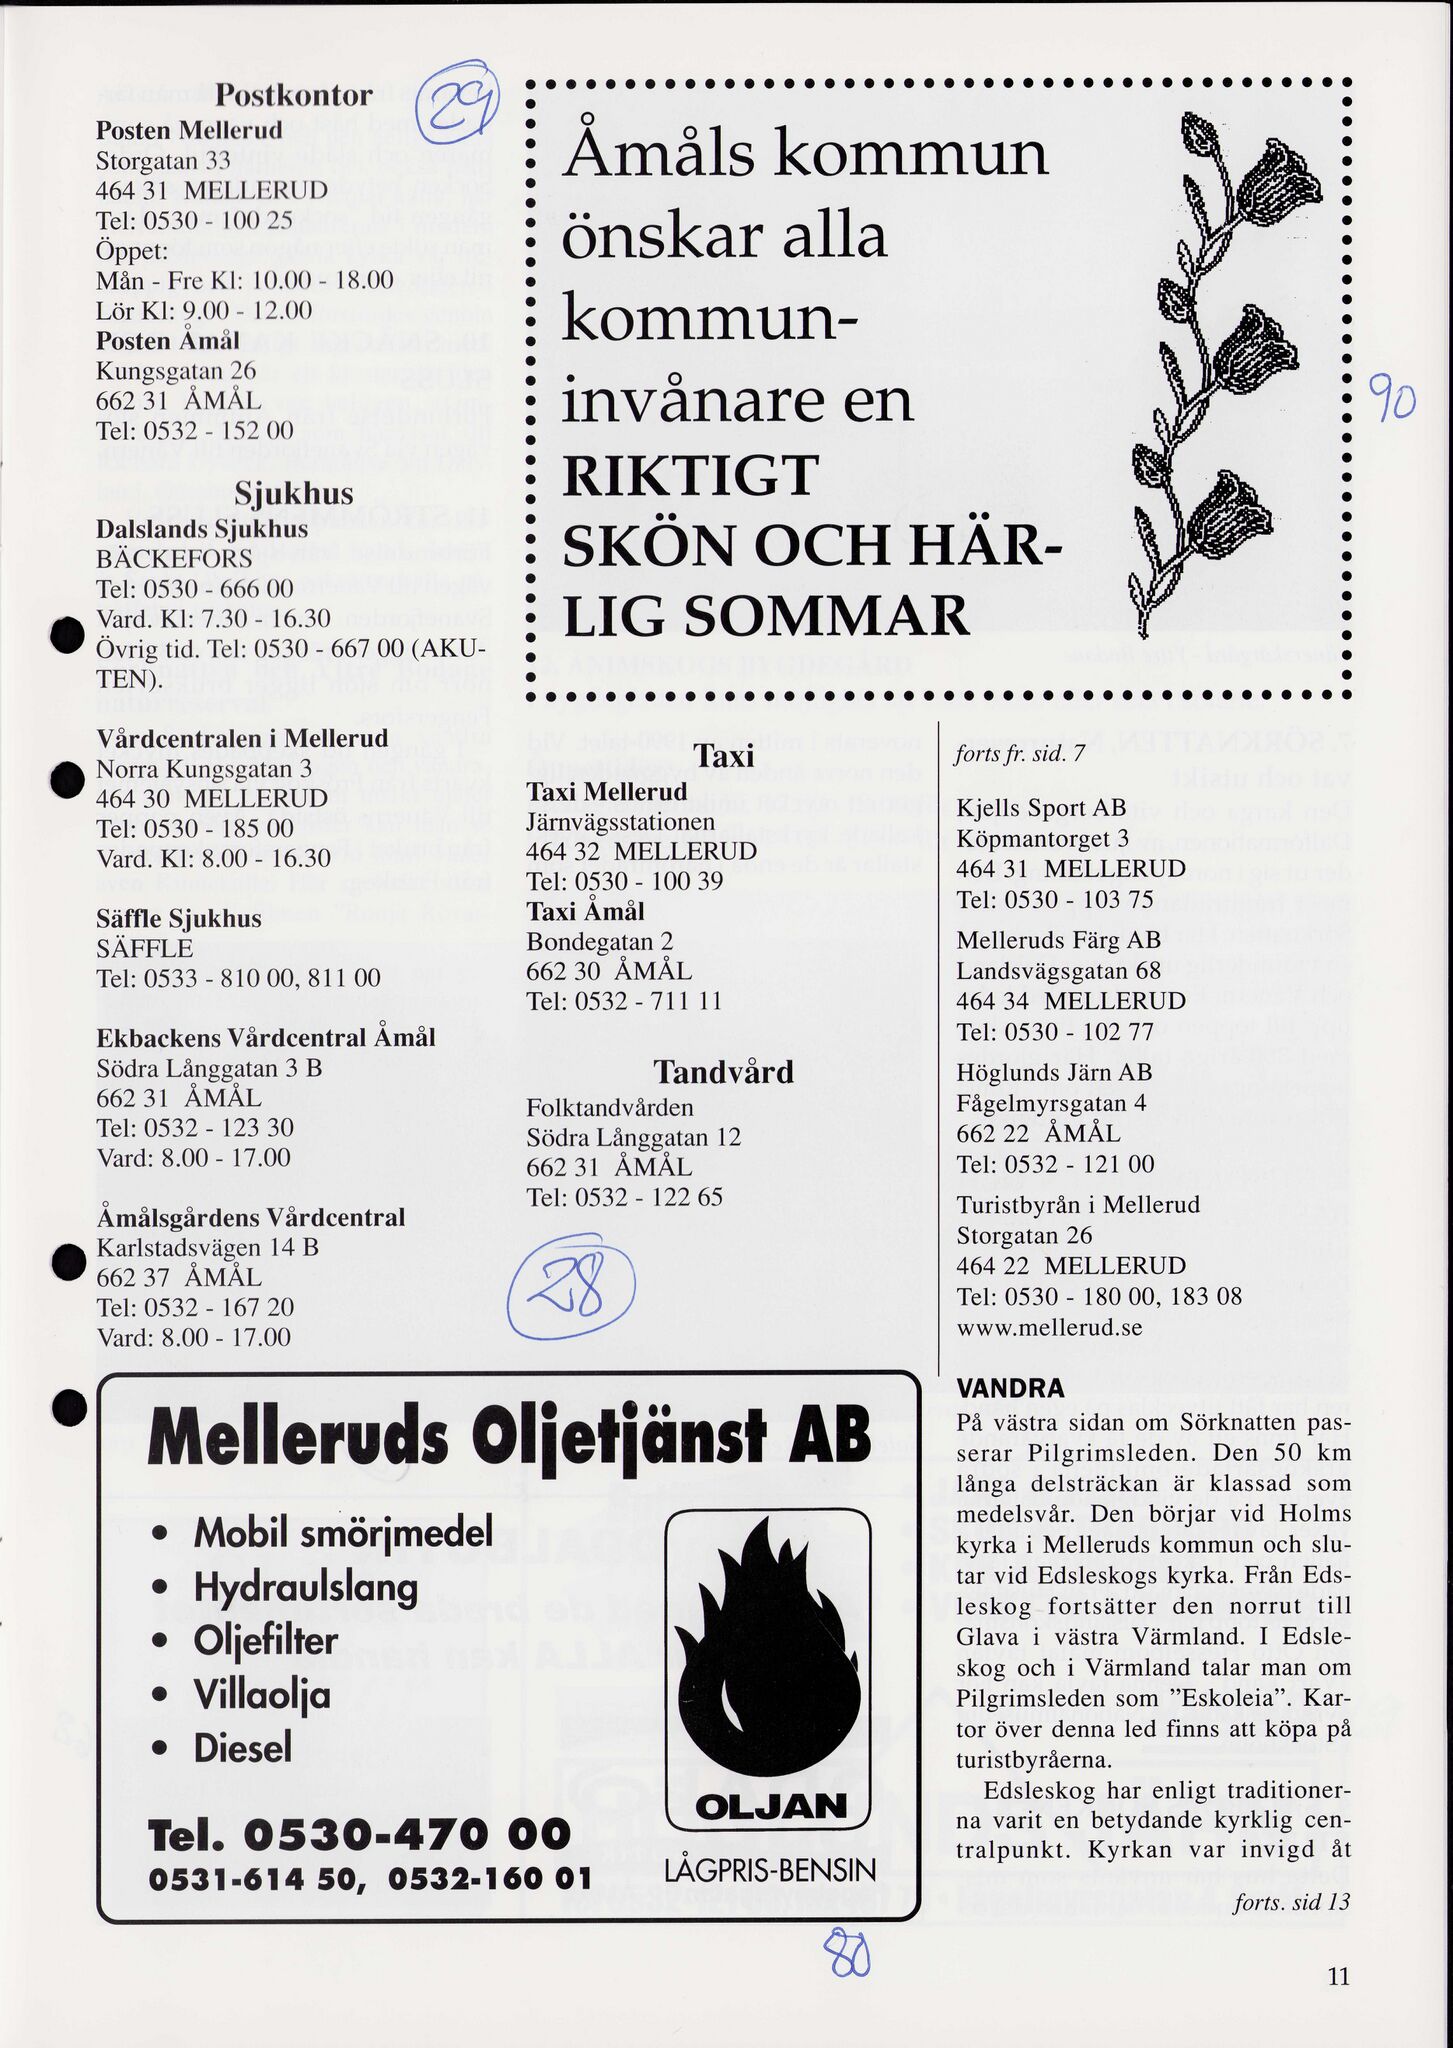 Postkontor
29
Posten Mellerud
Storgatan 33
464 31 MELLERUD
Tel: 0530 - 100 25
Öppet:
Mån - Fre Kl: 10.00 - 18.00
Lör Kl: 9.00 - 12.00
Posten Åmål
Kungsgatan 26
662 31 ÅMÅL
Tel: 0532 - 152 00
Sjukhus
Dalslands Sjukhus
BÄCKEFORS
Tel: 0530 - 666 00
Vard. Kl: 7.30 - 16.30
Övrig tid. Tel: 0530 - 667 00 (AKU-
TEN).
Vårdcentralen i Mellerud
Norra Kungsgatan 3
464 30 MELLERUD
Tel: 0530 - 185 00
Vard. Kl: 8.00 - 16.30
Säffle Sjukhus
SÄFFLE
Tel: 0533 - 810 00, 811 00
Ekbackens Vårdcentral Åmål
Södra Långgatan 3 B
662 31 ÅMÅL
Tel: 0532 - 123 30
Vard: 8.00 - 17.00
Åmålsgårdens Vårdcentral
Karlstadsvägen 14 B
662 37 ÅMÅL
Tel: 0532 - 167 20
Vard: 8.00 - 17.00
Åmåls kommun
önskar alla
kommun-
invånare en
RIKTIGT
SKÖN OCH HÄR-
LIG SOMMAR
90
Taxi
Taxi Mellerud
Järnvägsstationen
464 32 MELLERUD
Tel: 0530 - 100 39
Taxi Åmål
Bondegatan 2
662 30 ÅMÅL
Tel: 0532 - 711 11
Tandvård
Folktandvården
Södra Långgatan 12
662 31 ÅMÅL
Tel: 0532 - 122 65
28
forts fr. sid. 7
Kjells Sport AB
Köpmantorget 3
464 31 MELLERUD
Tel: 0530 - 103 75
Melleruds Färg AB
Landsvägsgatan 68
464 34 MELLERUD
Tel: 0530 - 102 77
Höglunds Järn AB
Fågelmyrsgatan 4
662 22 ÅMÅL
Tel: 0532 - 121 00
Turistbyrån i Mellerud
Storgatan 26
464 22 MELLERUD
Tel: 0530 - 180 00, 183 08
www.mellerud.se
VANDRA
På västra sidan om Sörknatten pas-
serar Pilgrimsleden. Den 50 km
långa delsträckan är klassad som
medelsvår. Den börjar vid Holms
kyrka i Melleruds kommun och slu-
tar vid Edsleskogs kyrka. Från Eds-
leskog fortsätter den norrut till
Glava i västra Värmland. I Edsle-
skog och i Värmland talar man om
Pilgrimsleden som ”Eskoleia”. Kar-
tor över denna led finns att köpa på
turistbyråerna.
Edsleskog har enligt traditioner-
na varit en betydande kyrklig cen-
tralpunkt. Kyrkan var invigd åt
forts. sid 13
Melleruds Oljetjänst AB
• Mobil smörjmedel
• Hydraulslang
• Oljefilter
• Villaolja
• Diesel
OLJAN
Tel. 0530-470 00
0531-614 50, 0532-160 01
LÅGPRIS-BENSIN
80
11